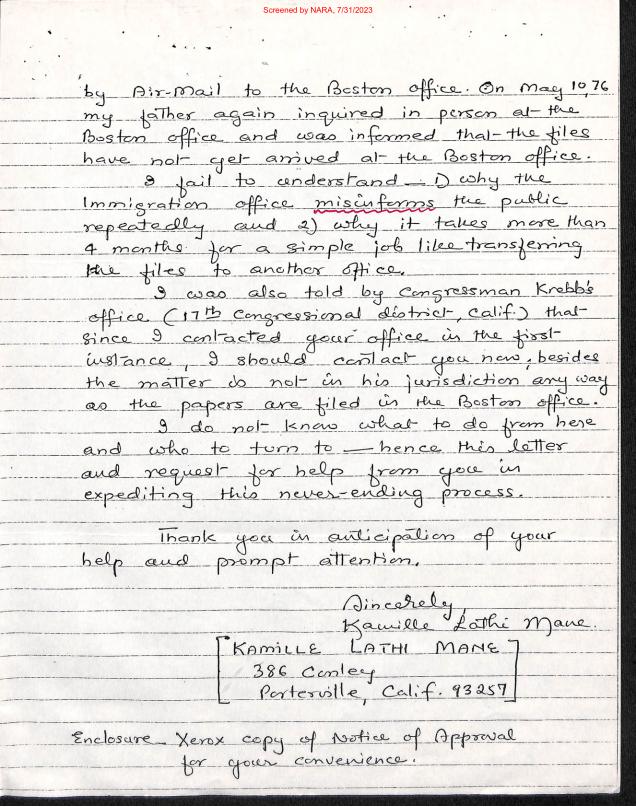 Screened by NARA, 7/31/2023
by Air-Mail to the Boston office. On May 10, 76
my father again inquired in person at the
Boston office and was informed that the files
have not yet arrived at the Boston office.
I fail to understand — 1) why the
Immigration office misinforms the public
repeatedly and 2) why it takes more than
4 months for a simple job like transferring
the files to another office.
I was also told by Congressman Krebb's
office (17th Congressional district, Calif.) that
since I contacted your office in the first
instance, I should contact you now; besides
the matter is not in his jurisdiction any way
as the papers are filed in the Boston office.
I do not know what to do from here
and who to turn to — hence this letter
and request for help from you in
expediting this never-ending process.
Thank you in anticipation of your
help and prompt attention.
Sincerely,
Kamille Lathi Mane.
[KAMILLE LATHI MANE
386 Conley
Porterville, Calif. 93257]
Enclosure - Xerox copy of Notice of Approval
for your convenience.